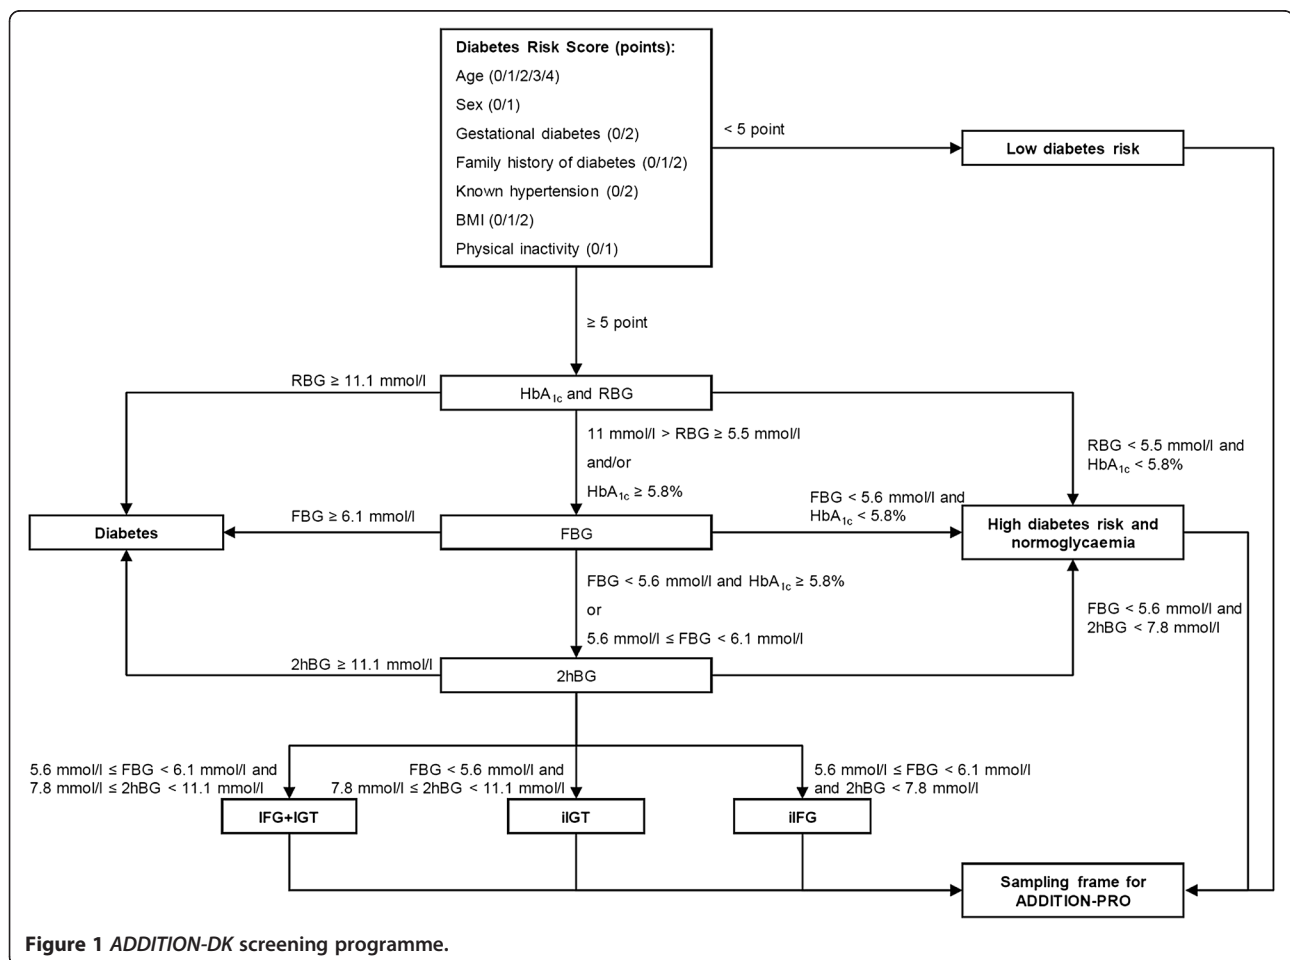 Diabetes Risk Score (points):
Age (0/1/2/3/4)
Sex (0/1)
Gestational diabetes (0/2)
Family history of diabetes (0/1/2)
Known hypertension (0/2)
BMI (0/1/2)
Physical inactivity (0/1)
< 5 point
Low diabetes risk
≥ 5 point
RBG ≥ 11.1 mmol/l
HbA1c and RBG
11 mmol/l > RBG ≥ 5.5 mmol/l
and/or
HbA1c ≥ 5.8%
RBG < 5.5 mmol/l and
HbA1c < 5.8%
Diabetes
FBG ≥ 6.1 mmol/l
FBG
FBG < 5.6 mmol/l and
HbA1c < 5.8%
High diabetes risk and
normoglycaemia
FBG < 5.6 mmol/l and HbA1c ≥ 5.8%
or
5.6 mmol/l ≤ FBG < 6.1 mmol/l
FBG < 5.6 mmol/l and
2hBG < 7.8 mmol/l
2hBG ≥ 11.1 mmol/l
2hBG
5.6 mmol/l ≤ FBG < 6.1 mmol/l and
7.8 mmol/l ≤ 2hBG < 11.1 mmol/l
FBG < 5.6 mmol/l and
7.8 mmol/l ≤ 2hBG < 11.1 mmol/l
5.6 mmol/l ≤ FBG < 6.1 mmol/l
and 2hBG < 7.8 mmol/l
IFG+IGT
iIGT
iIFG
Sampling frame for
ADDITION-PRO
Figure 1 ADDITION-DK screening programme.